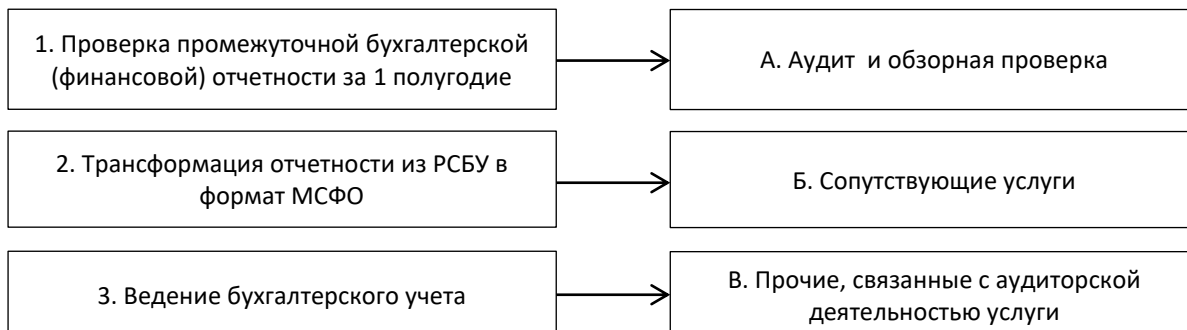 1. Проверка промежуточной бухгалтерской
(финансовой) отчетности за 1 полугодие
А. Аудит и обзорная проверка
2. Трансформация отчетности из РСБУ в
формат МСФО
Б. Сопутствующие услуги
3. Ведение бухгалтерского учета
В. Прочие, связанные с аудиторской
деятельностью услуги